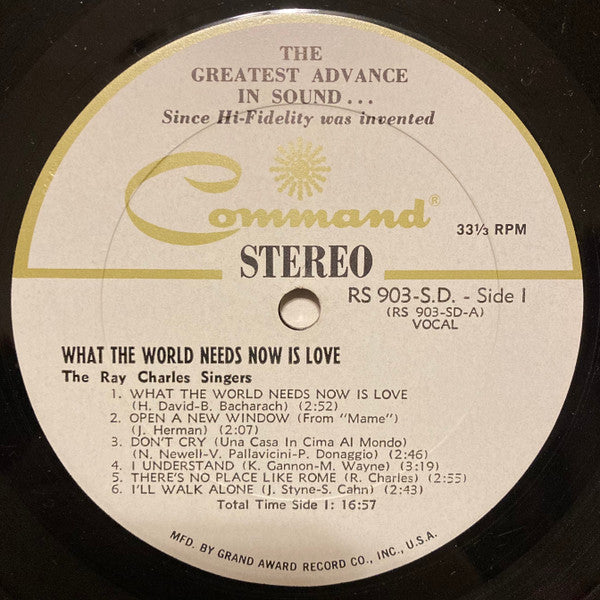 THE
GREATEST ADVANCE
IN SOUND...
Since Hi-Fidelity was invented
Command®
33⅓ RPM
STEREO
RS 903-S.D. - Side 1
(RS 903-SD-A)
VOCAL
WHAT THE WORLD NEEDS NOW IS LOVE
The Ray Charles Singers
1. WHAT THE WORLD NEEDS NOW IS LOVE
(H. David-B. Bacharach) (2:52)
2. OPEN A NEW WINDOW (From "Mame")
(J. Herman) (2:07)
3. DON'T CRY (Una Casa In Cima Al Mondo)
(N. Newell-V. Pallavicini-P. Donaggio) (2:46)
4. I UNDERSTAND (K. Gannon-M. Wayne) (3:19)
5. THERE'S NO PLACE LIKE ROME (R. Charles) (2:55)
6. I'LL WALK ALONE (J. Styne-S. Cahn) (2:43)
Total Time Side 1: 16:57
MFD. BY GRAND AWARD RECORD CO., INC., U.S.A.